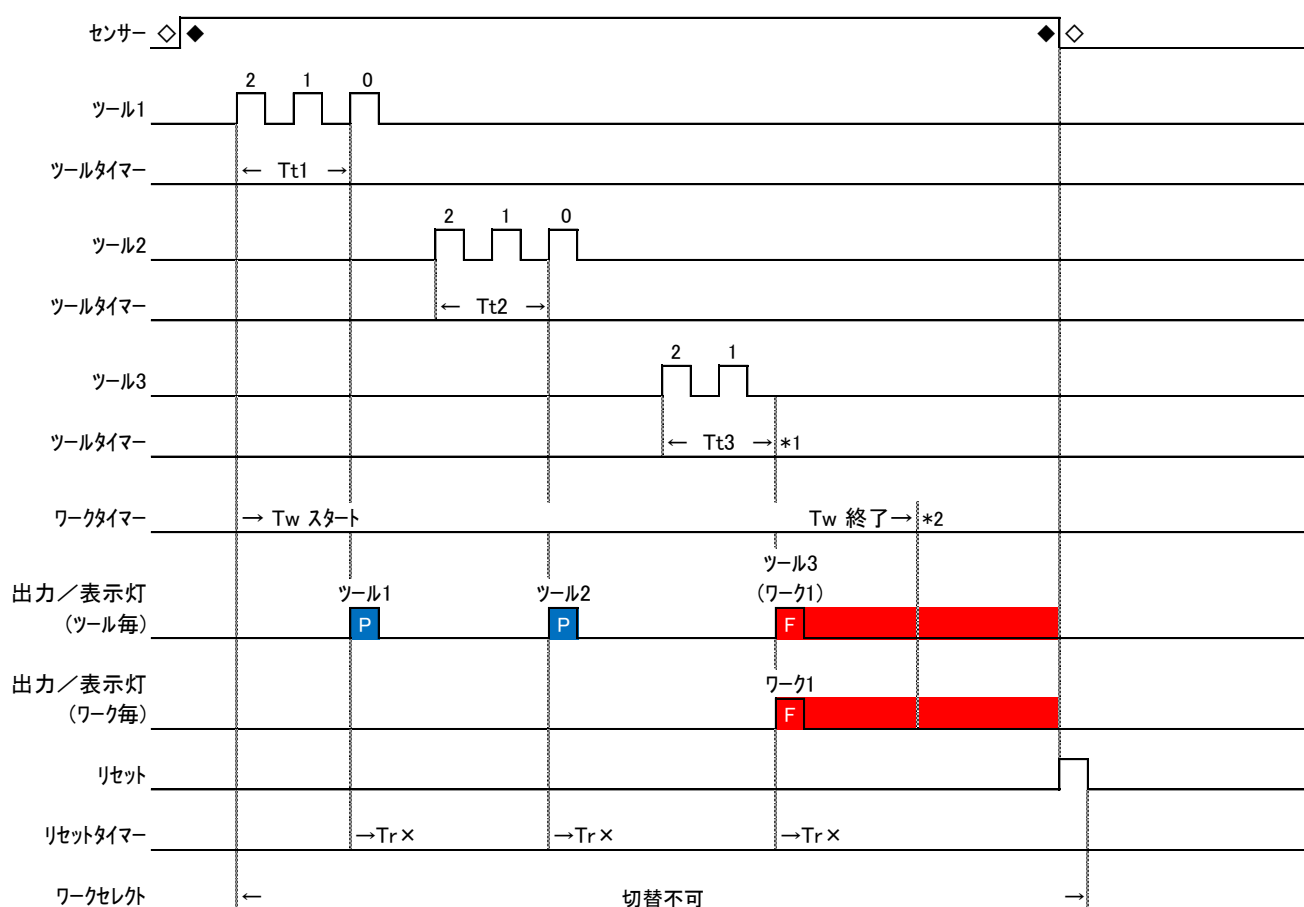 センサー ◇ ◆ ◆ ◇
2 1 0
ツール1
ツールタイマー ← Tt1 →
2 1 0
ツール2
ツールタイマー ← Tt2 →
2 1
ツール3
ツールタイマー ← Tt3 → *1
ワークタイマー → Tw スタート Tw 終了→ *2
ツール3
出力／表示灯 ツール1 ツール2 (ワーク1)
(ツール毎) P P F
出力／表示灯 ワーク1
(ワーク毎) F
リセット
リセットタイマー →Tr× →Tr× →Tr×
ワークセレクト ← 切替不可 →